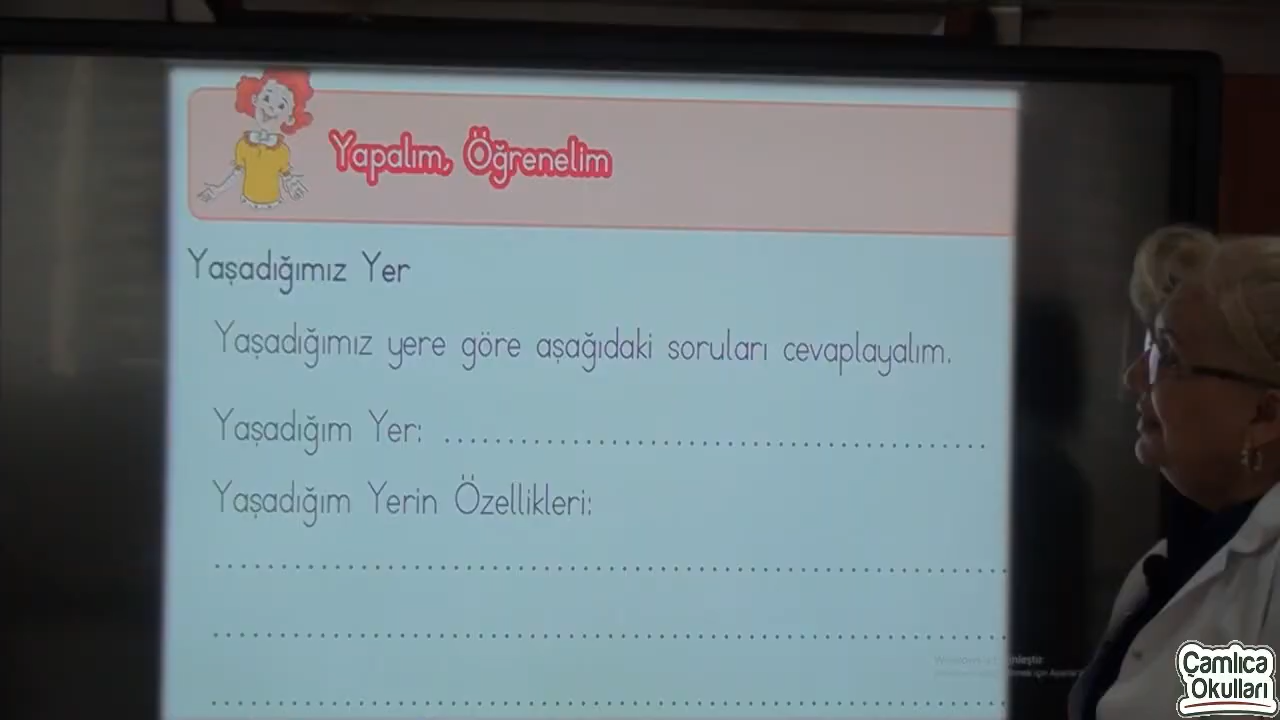 Yapalım, Öğrenelim
Yaşadığımız Yer
Yaşadığımız yere göre aşağıdaki soruları cevaplayalım.
Yaşadığım Yer: ............................................
Yaşadığım Yerin Özellikleri:
................................................................
................................................................
................................................................
Çamlıca
Okulları